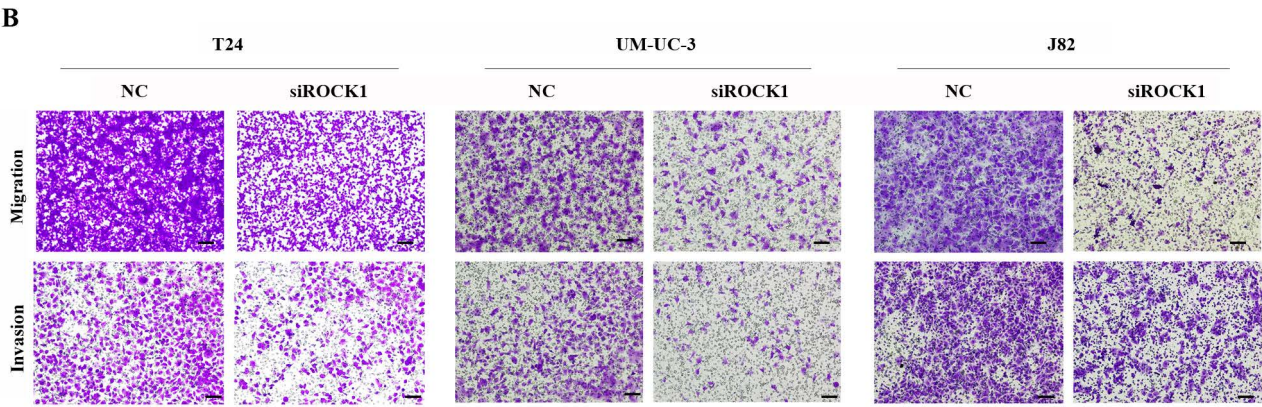 B
T24 UM-UC-3 J82
NC siROCK1 NC siROCK1 NC siROCK1
Migration
Invasion